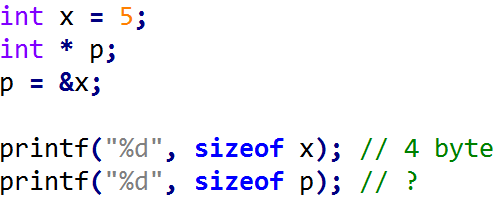 int x = 5;
int * p;
p = &x;
printf("%d", sizeof x); // 4 byte
printf("%d", sizeof p); // ?